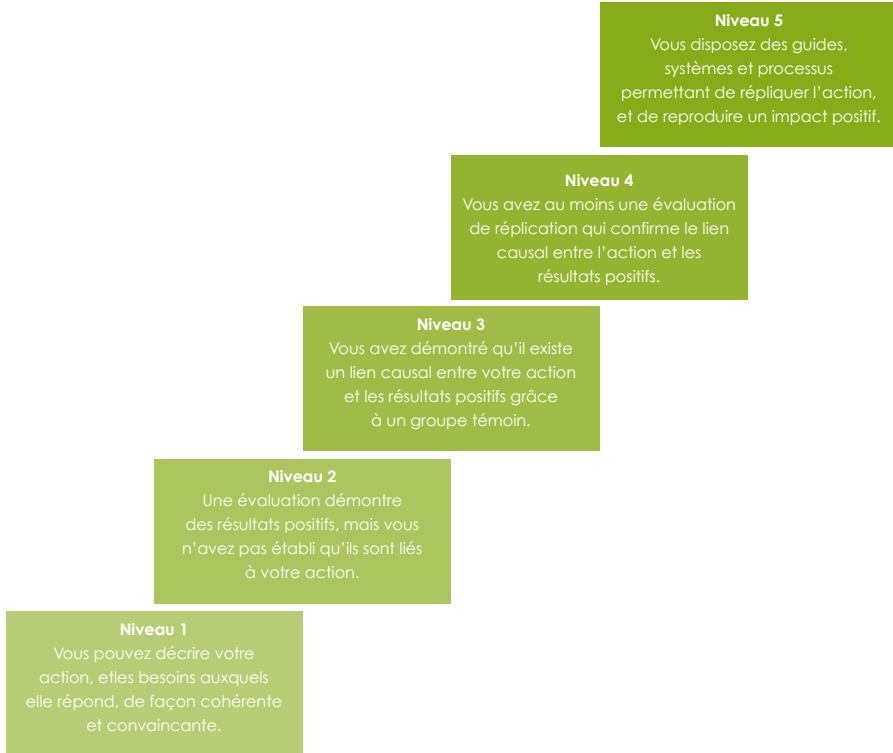 Niveau 5
Vous disposez des guides,
systèmes et processus
permettant de répliquer l'action,
et de reproduire un impact positif.
Niveau 4
Vous avez au moins une évaluation
de réplication qui confirme le lien
causal entre l'action et les
résultats positifs.
Niveau 3
Vous avez démontré qu'il existe
un lien causal entre votre action
et les résultats positifs grâce
à un groupe témoin.
Niveau 2
Une évaluation démontre
des résultats positifs, mais vous
n'avez pas établi qu'ils sont liés
à votre action.
Niveau 1
Vous pouvez décrire votre
action, etles besoins auxquels
elle répond, de façon cohérente
et convaincante.